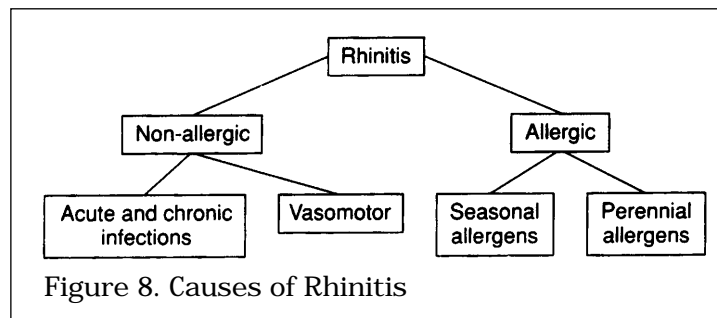 Rhinitis
Non-allergic
Allergic
Acute and chronic
infections
Vasomotor
Seasonal
allergens
Perennial
allergens
Figure 8. Causes of Rhinitis